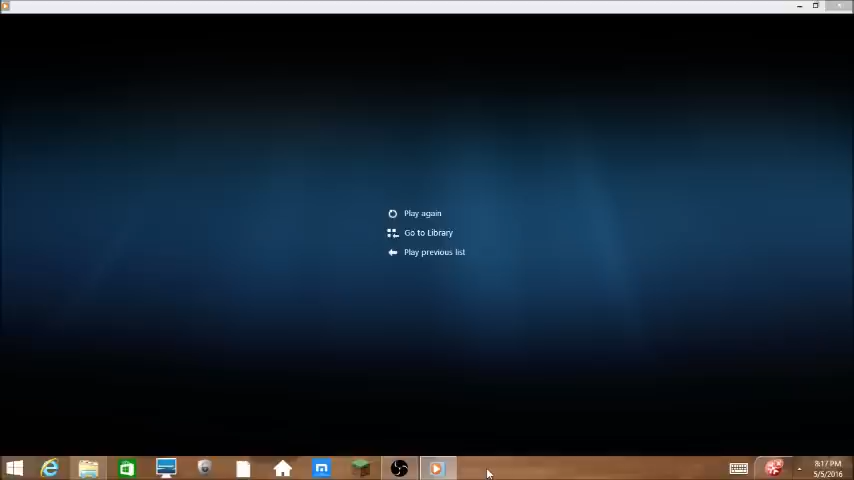 Play again
Go to Library
Play previous list
8:17 PM
5/5/2016